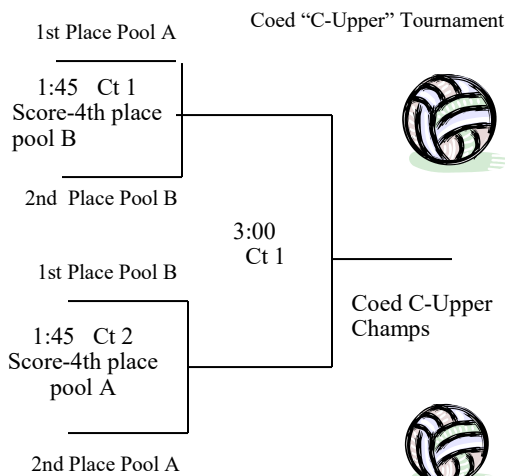 Coed “C-Upper” Tournament
1st Place Pool A
1:45 Ct 1
Score-4th place
pool B
2nd Place Pool B
3:00
Ct 1
1st Place Pool B
Coed C-Upper
Champs
1:45 Ct 2
Score-4th place
pool A
2nd Place Pool A